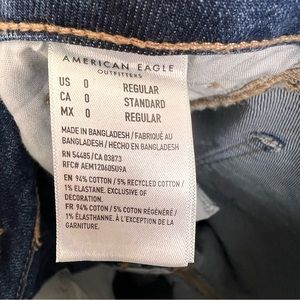 AMERICAN EAGLE
OUTFITTERS
US 0 REGULAR
CA 0 STANDARD
MX 0 REGULAR
MADE IN BANGLADESH / FABRIQUÉ AU
BANGLADESH / HECHO EN BANGLADESH
RN 54485/CA 03873
RFC# AEM120605U9A
EN 94% COTTON / 5% RECYCLED COTTON /
1% ELASTANE. EXCLUSIVE OF
DECORATION.
FR 94% COTON / 5% COTON RÉGÉNÉRÉ /
1% ÉLASTHANNE. À L'EXCEPTION DE LA
GARNITURE.